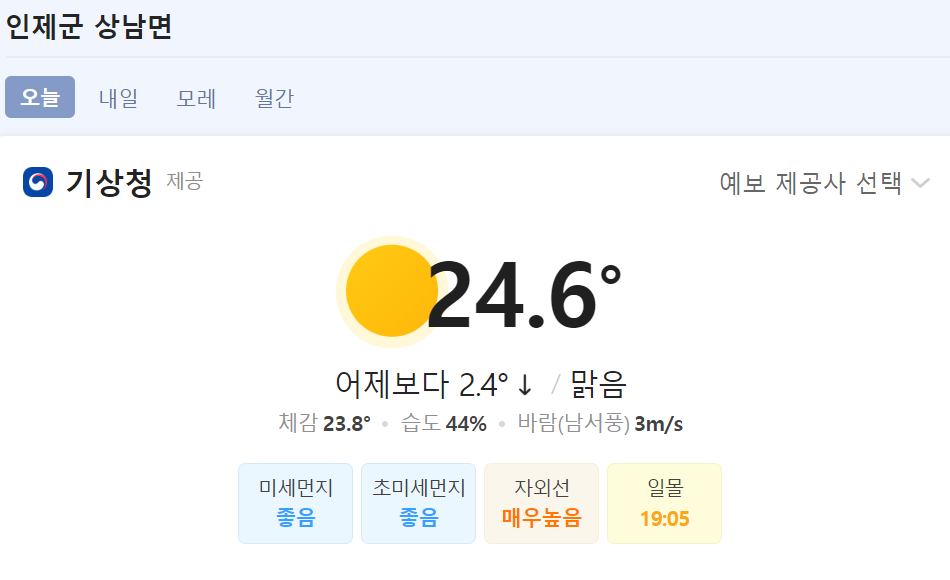 인제군 상남면
오늘 내일 모레 월간
기상청 제공 예보 제공사 선택
24.6°
어제보다 2.4° ↓ / 맑음
체감 23.8° • 습도 44% • 바람(남서풍) 3m/s
미세먼지 초미세먼지 자외선 일몰
좋음 좋음 매우높음 19:05